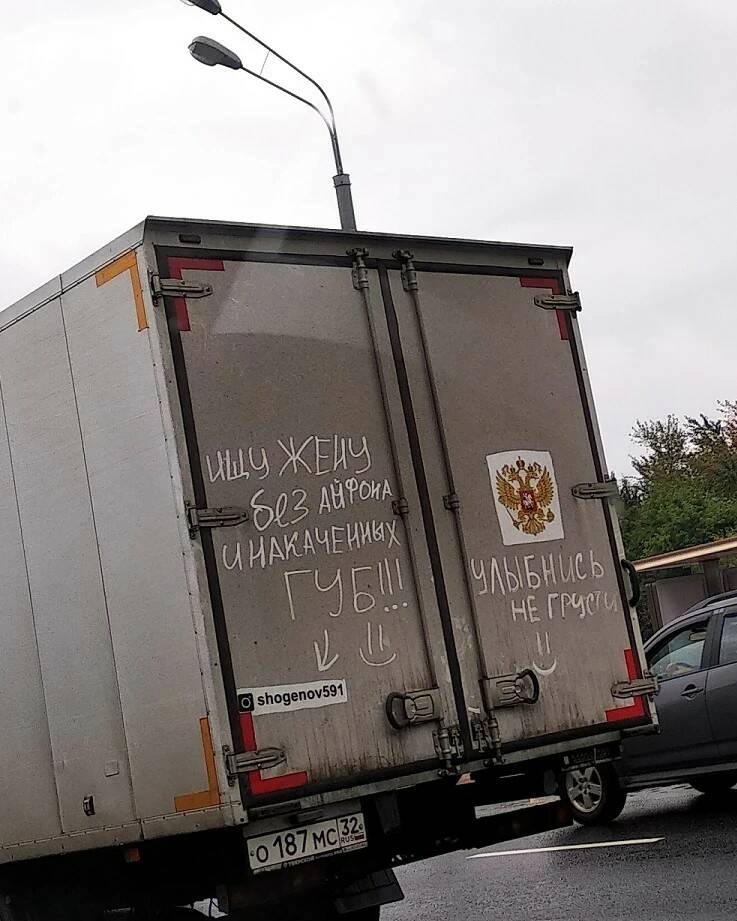 ИЩУ ЖЕНУ
без АЙФОНА
И НАКАЧЕННЫХ
ГУБ!!!
shogenov591
УЛЫБНИСЬ
НЕ ГРУСТИ
О 187 МС 32
RUS